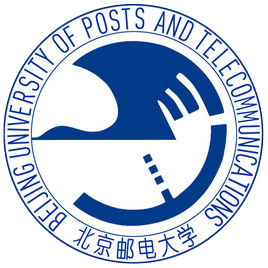 BEIJING UNIVERSITY OF POSTS AND TELECOMMUNICATIONS
北京邮电大学